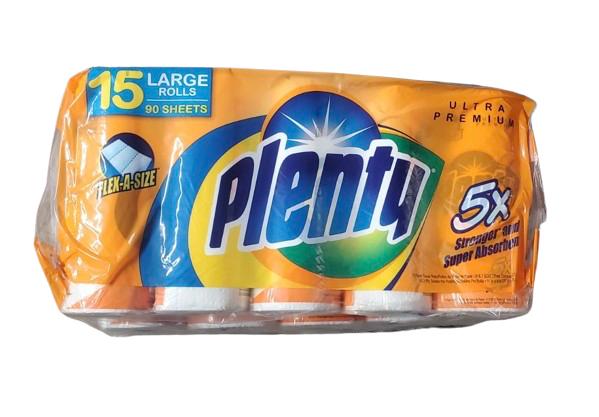 15 LARGE
ROLLS
90 SHEETS
ULTRA
PREMIUM
FLEX-A-SIZE
Plenty
5X
Stronger and
Super Absorbent